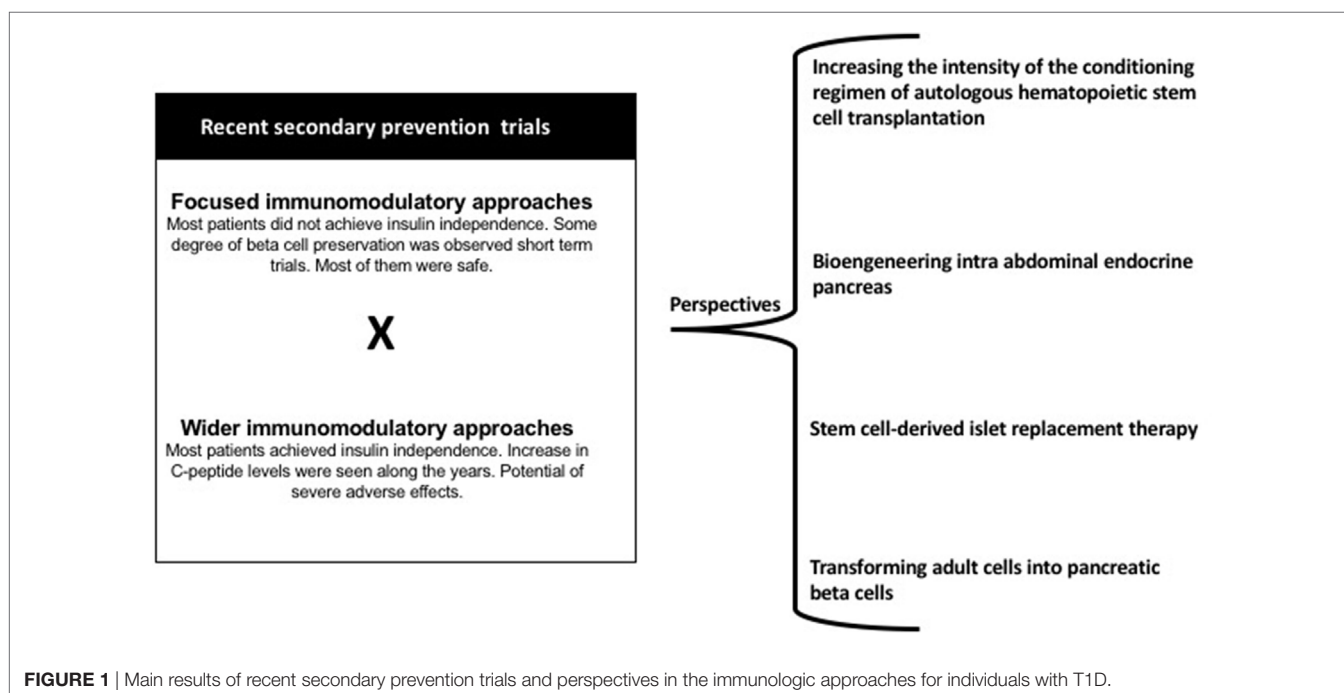 Recent secondary prevention trials
Focused immunomodulatory approaches
Most patients did not achieve insulin independence. Some
degree of beta cell preservation was observed short term
trials. Most of them were safe.
X
Wider immunomodulatory approaches
Most patients achieved insulin independence. Increase in
C-peptide levels were seen along the years. Potential of
severe adverse effects.
Perspectives
Increasing the intensity of the conditioning
regimen of autologous hematopoietic stem
cell transplantation
Bioengeneering intra abdominal endocrine
pancreas
Stem cell-derived islet replacement therapy
Transforming adult cells into pancreatic
beta cells
FIGURE 1 | Main results of recent secondary prevention trials and perspectives in the immunologic approaches for individuals with T1D.